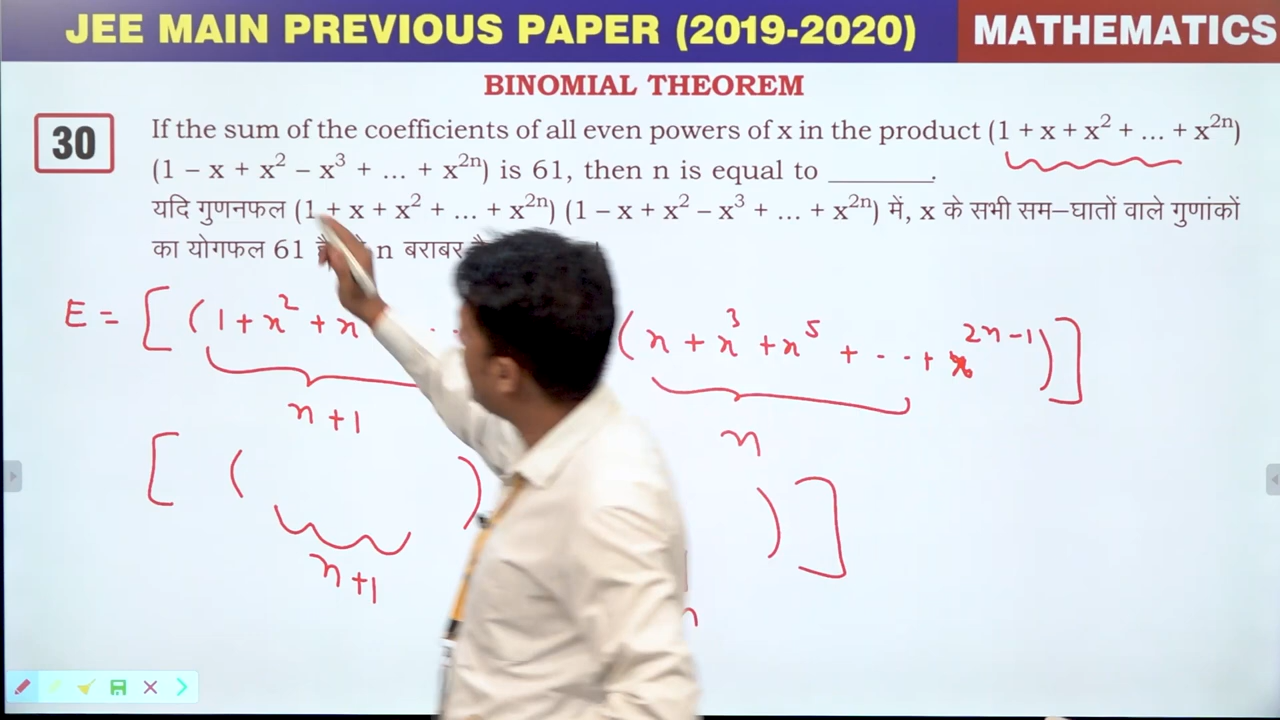 JEE MAIN PREVIOUS PAPER (2019-2020) MATHEMATICS
BINOMIAL THEOREM
30 If the sum of the coefficients of all even powers of x in the product (1 + x + x² + ... + x²ⁿ)
(1 – x + x² – x³ + ... + x²ⁿ) is 61, then n is equal to _______.
यदि गुणनफल (1 + x + x² + ... + x²ⁿ) (1 – x + x² – x³ + ... + x²ⁿ) में, x के सभी सम–घातों वाले गुणांकों
का योगफल 61 n बराबर
E = [ (1 + x² + x ·· (x + x³ + x⁵ + ··· + x²ⁿ⁻¹) ]
n+1 n
[ ( ) ) ]
n+1 n